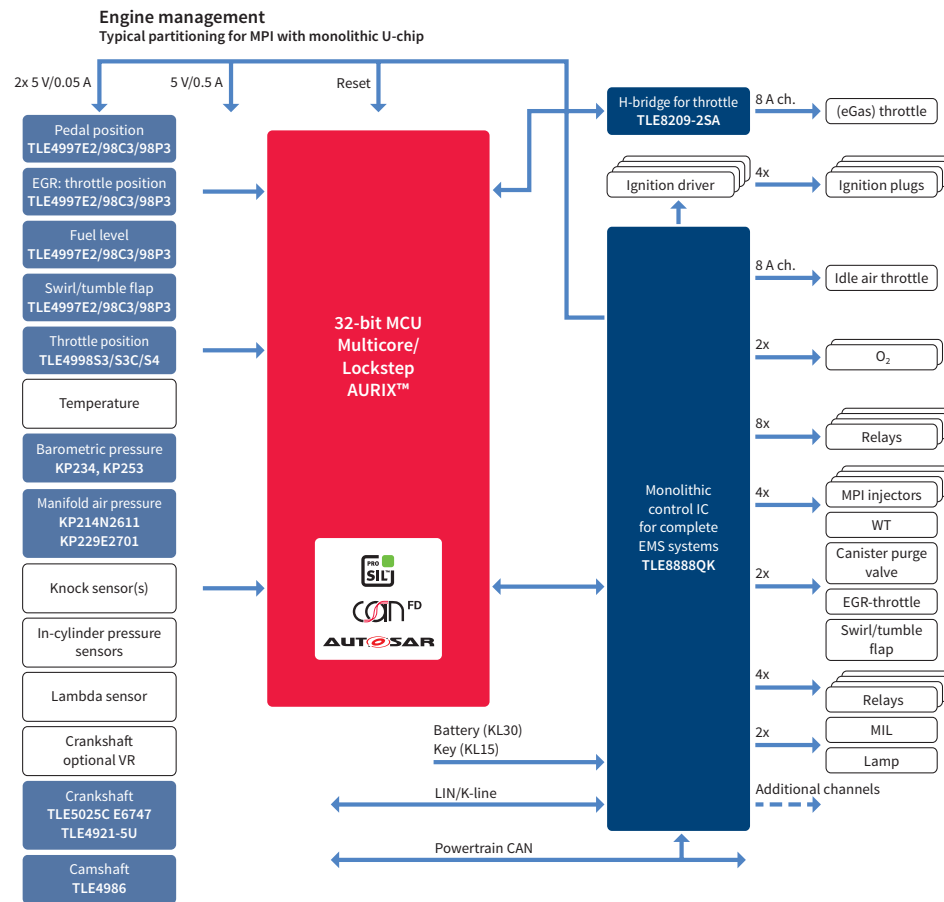 Engine management
Typical partitioning for MPI with monolithic U-chip
2x 5 V/0.05 A
5 V/0.5 A
Reset
Pedal position
TLE4997E2/98C3/98P3
EGR: throttle position
TLE4997E2/98C3/98P3
Fuel level
TLE4997E2/98C3/98P3
Swirl/tumble flap
TLE4997E2/98C3/98P3
Throttle position
TLE4998S3/S3C/S4
Temperature
Barometric pressure
KP234, KP253
Manifold air pressure
KP214N2611
KP229E2701
Knock sensor(s)
In-cylinder pressure
sensors
Lambda sensor
Crankshaft
optional VR
Crankshaft
TLE5025C E6747
TLE4921-5U
Camshaft
TLE4986
32-bit MCU
Multicore/
Lockstep
AURIX™
PRO
SIL™
CAN FD
AUTOSAR
Battery (KL30)
Key (KL15)
LIN/K-line
Powertrain CAN
H-bridge for throttle
TLE8209-2SA
Ignition driver
Monolithic
control IC
for complete
EMS systems
TLE8888QK
8 A ch.
(eGas) throttle
4x
Ignition plugs
8 A ch.
Idle air throttle
2x
O₂
8x
Relays
4x
MPI injectors
WT
2x
Canister purge
valve
EGR-throttle
Swirl/tumble
flap
4x
Relays
2x
MIL
Lamp
Additional channels